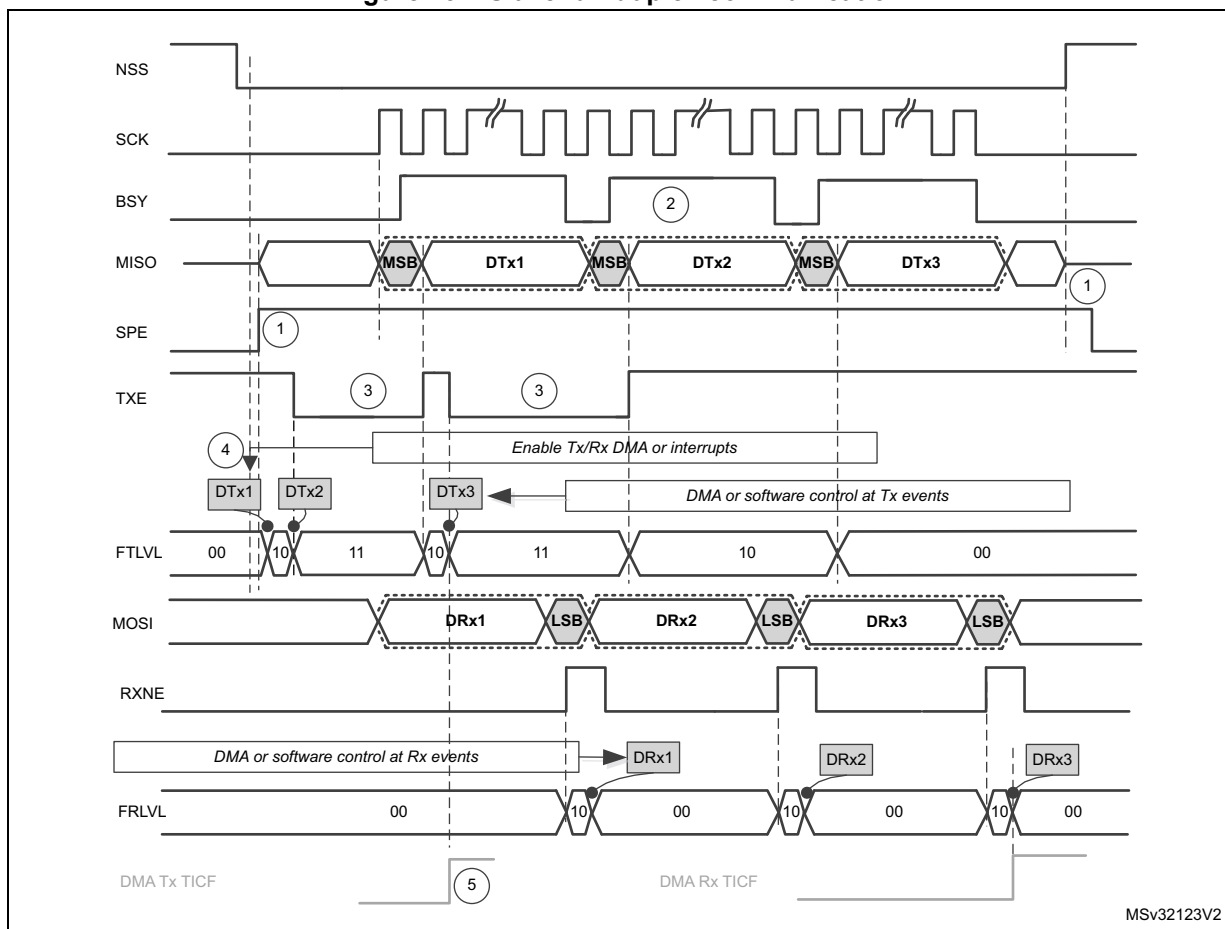 NSS
SCK
BSY
2
MISO
MSB DTx1 MSB DTx2 MSB DTx3
1
SPE
1
TXE
3 3
4
Enable Tx/Rx DMA or interrupts
DTx1 DTx2 DTx3
DMA or software control at Tx events
FTLVL
00 10 11 10 11 10 00
MOSI
DRx1 LSB DRx2 LSB DRx3 LSB
RXNE
DMA or software control at Rx events
DRx1 DRx2 DRx3
FRLVL
00 10 00 10 00 10 00
DMA Tx TICF
5
DMA Rx TICF
MSv32123V2